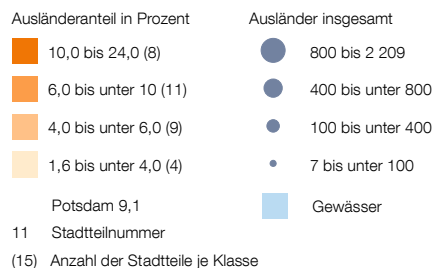 Ausländeranteil in Prozent
10,0 bis 24,0 (8)
6,0 bis unter 10 (11)
4,0 bis unter 6,0 (9)
1,6 bis unter 4,0 (4)
Potsdam 9,1
11 Stadtteilnummer
(15) Anzahl der Stadtteile je Klasse
Ausländer insgesamt
800 bis 2 209
400 bis unter 800
100 bis unter 400
7 bis unter 100
Gewässer